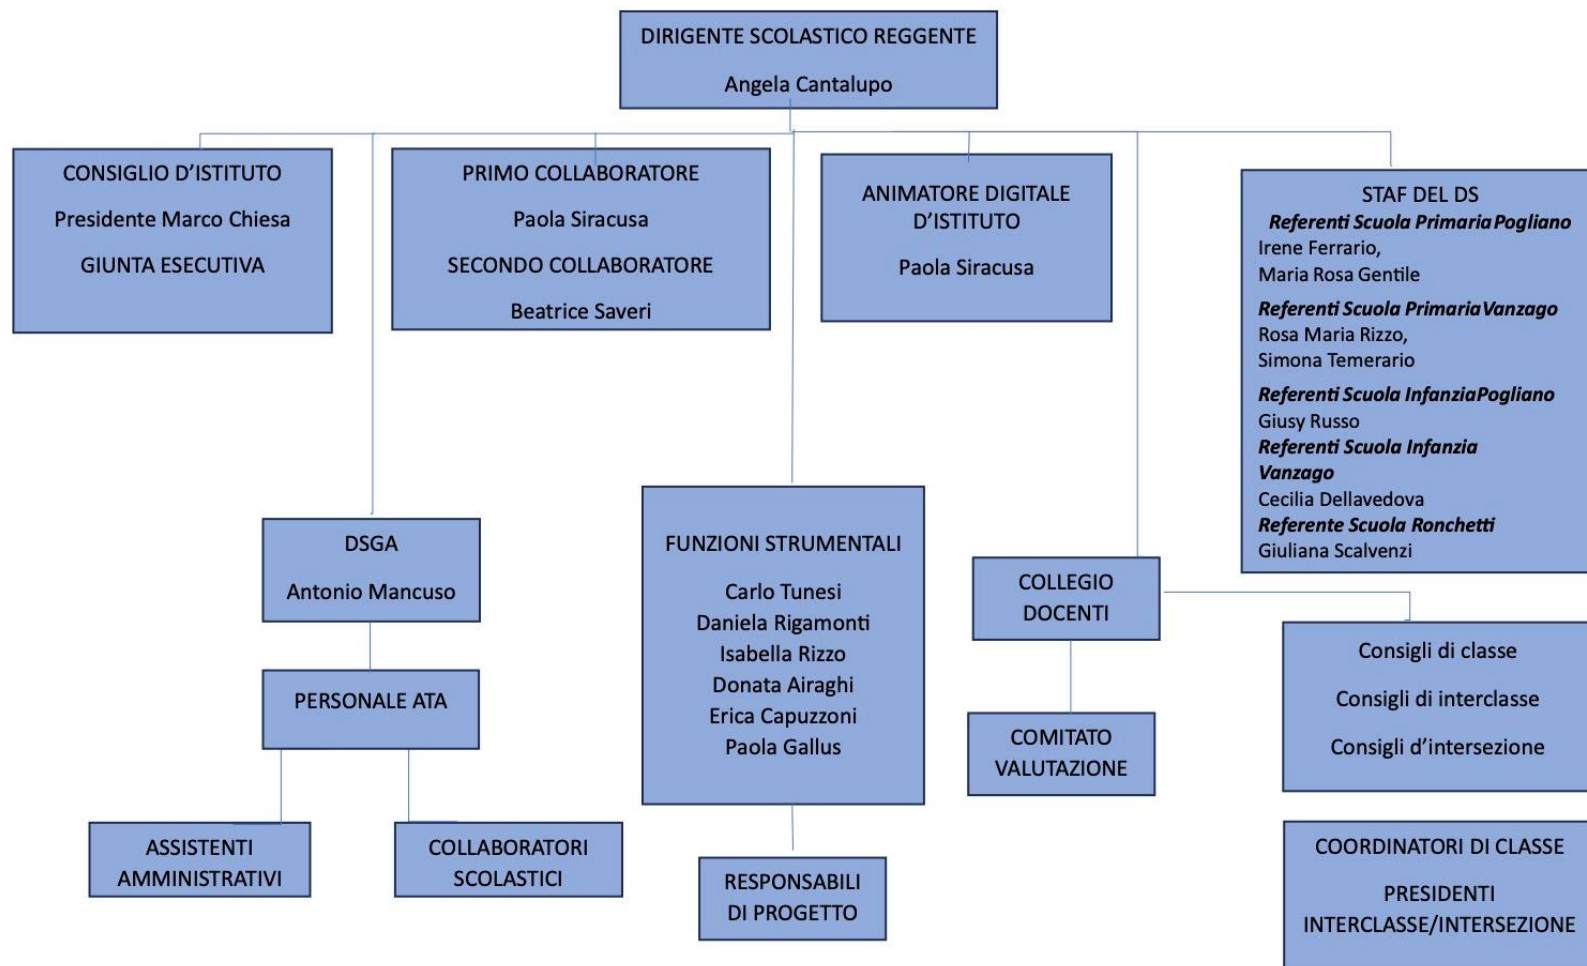 DIRIGENTE SCOLASTICO REGGENTE
Angela Cantalupo
CONSIGLIO D'ISTITUTO
Presidente Marco Chiesa
GIUNTA ESECUTIVA
PRIMO COLLABORATORE
Paola Siracusa
SECONDO COLLABORATORE
Beatrice Saveri
ANIMATORE DIGITALE
D'ISTITUTO
Paola Siracusa
STAF DEL DS
Referenti Scuola Primaria Pogliano
Irene Ferrario,
Maria Rosa Gentile
Referenti Scuola Primaria Vanzago
Rosa Maria Rizzo,
Simona Temerario
Referenti Scuola Infanzia Pogliano
Giusy Russo
Referenti Scuola Infanzia
Vanzago
Cecilia Dellavedova
Referente Scuola Ronchetti
Giuliana Scalvenzi
DSGA
Antonio Mancuso
PERSONALE ATA
ASSISTENTI
AMMINISTRATIVI
COLLABORATORI
SCOLASTICI
FUNZIONI STRUMENTALI
Carlo Tunesi
Daniela Rigamonti
Isabella Rizzo
Donata Airaghi
Erica Capuzzoni
Paola Gallus
RESPONSABILI
DI PROGETTO
COLLEGIO
DOCENTI
COMITATO
VALUTAZIONE
Consigli di classe
Consigli di interclasse
Consigli d'intersezione
COORDINATORI DI CLASSE
PRESIDENTI
INTERCLASSE/INTERSEZIONE